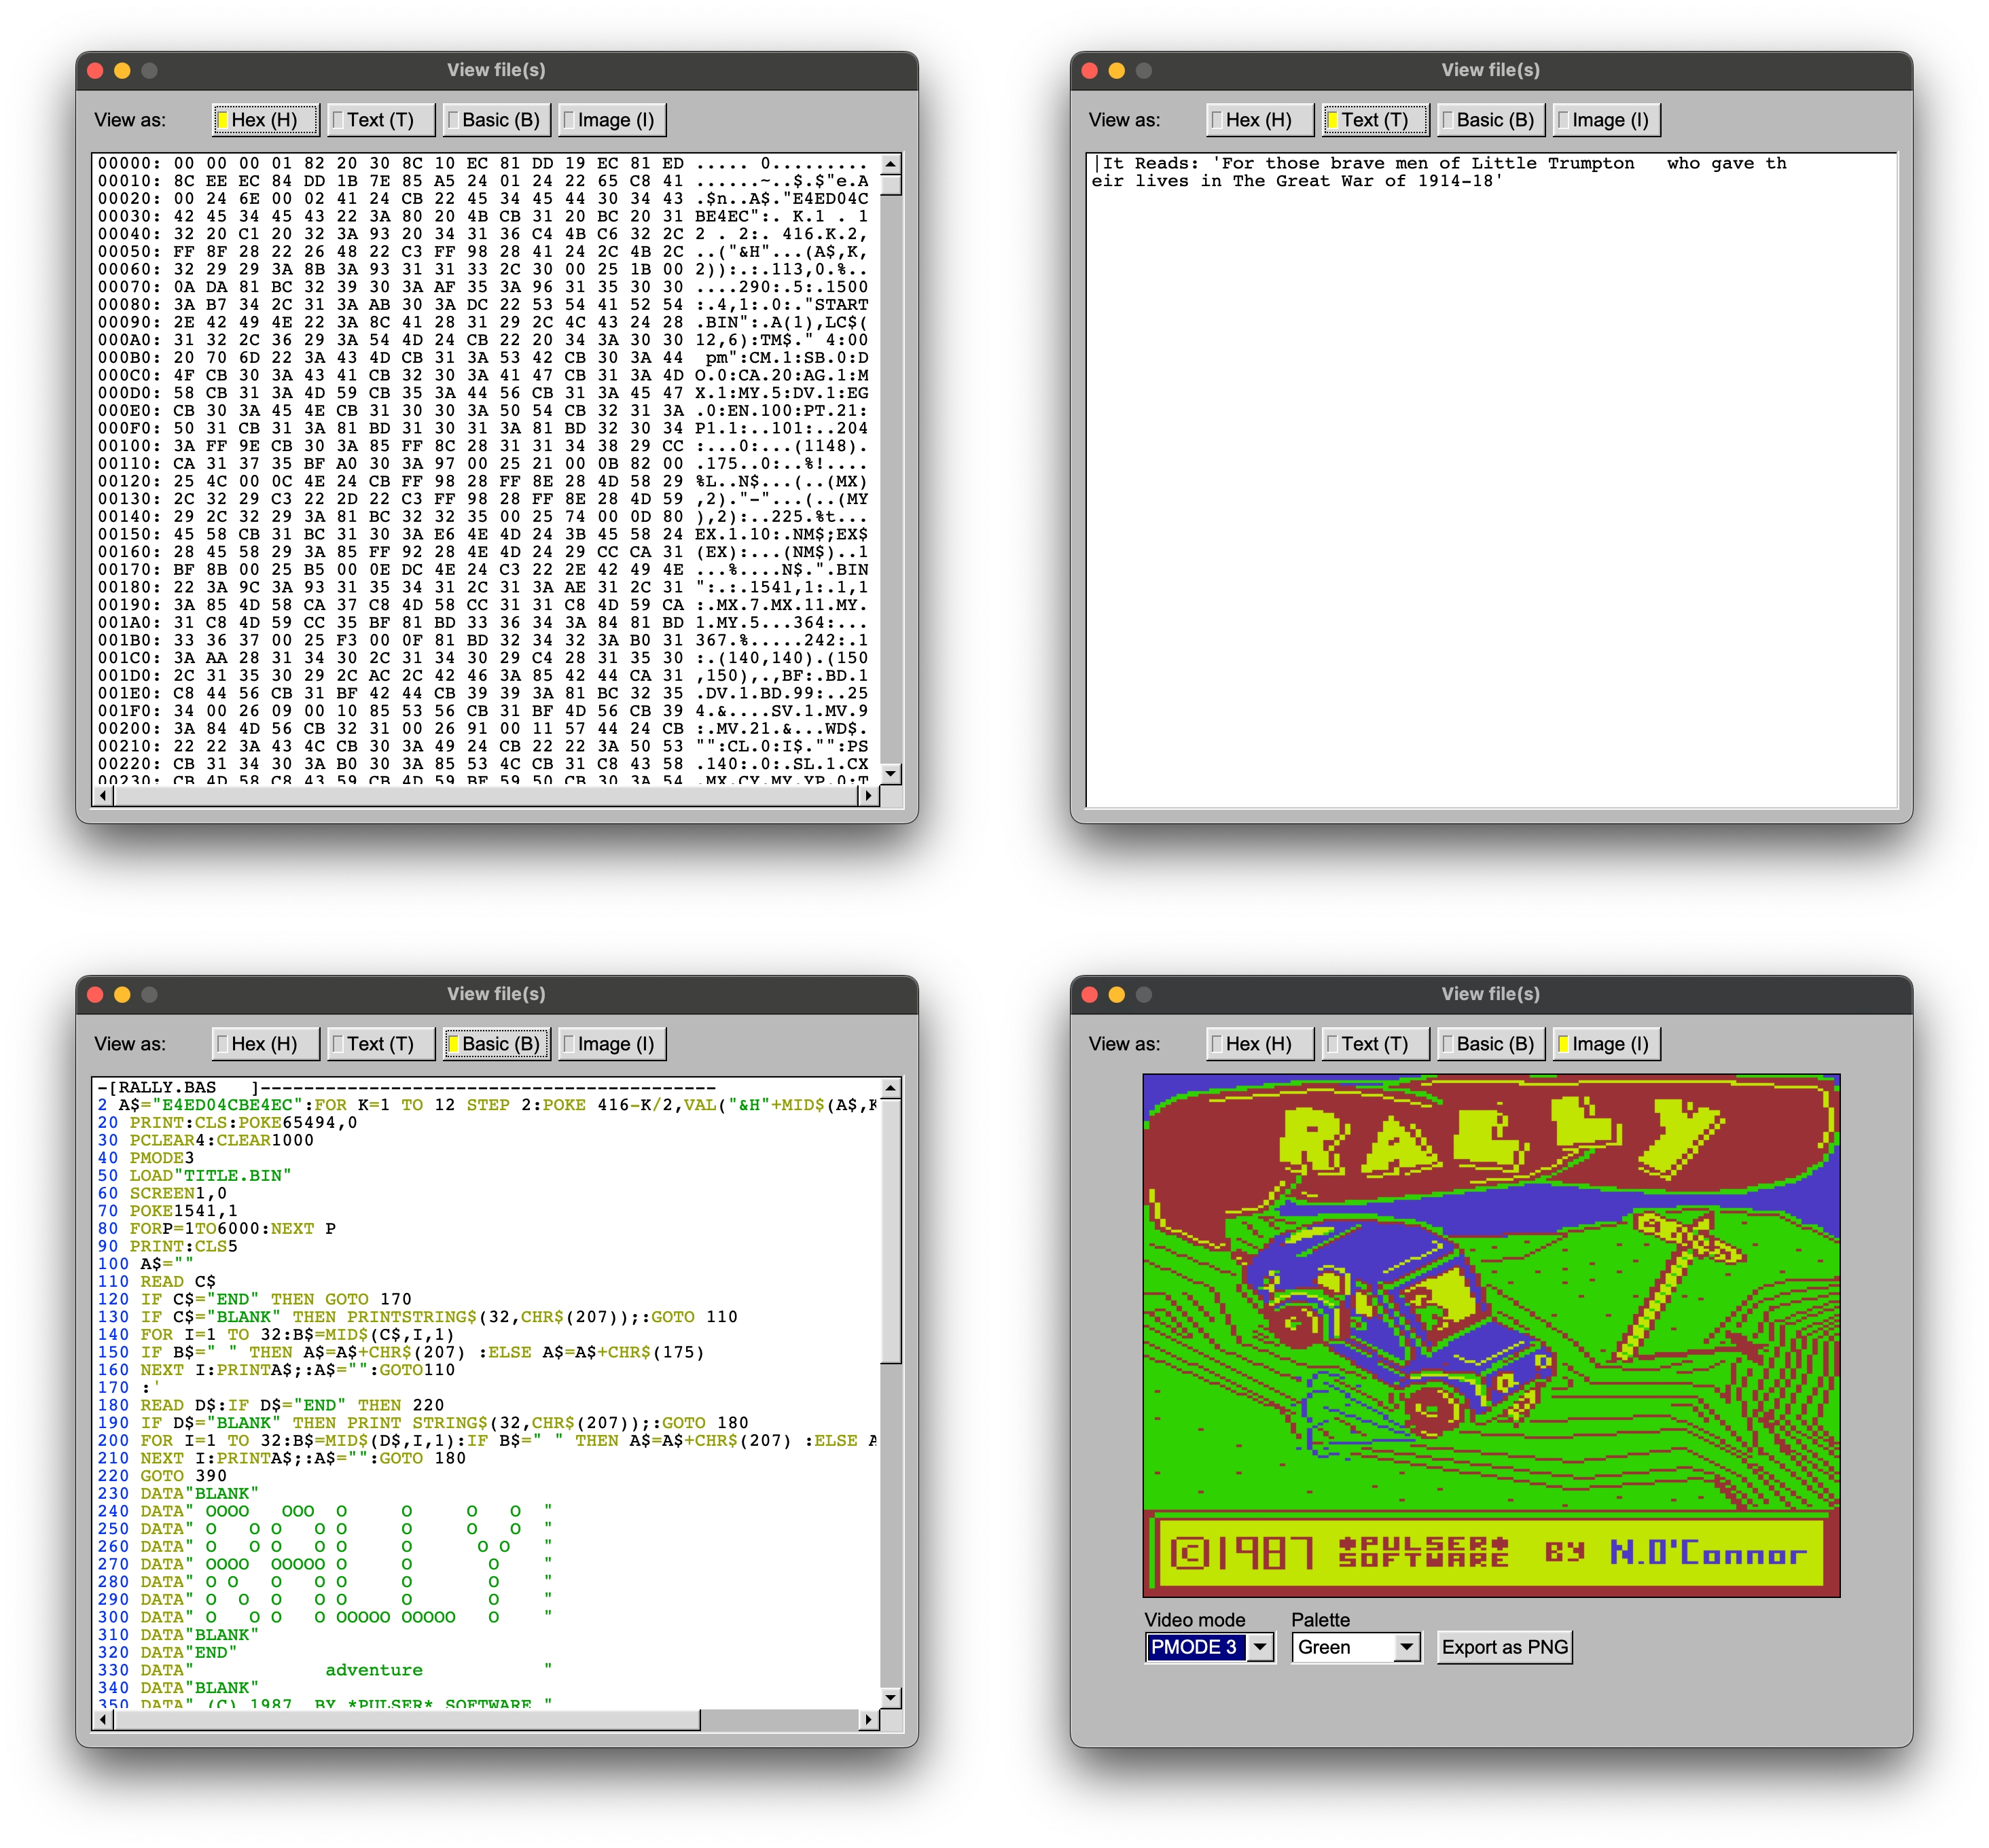 View file(s)
View as: Hex (H) Text (T) Basic (B) Image (I)
00000: 00 00 00 01 82 20 30 8C 10 EC 81 DD 19 EC 81 ED ..... 0.........
00010: 8C EE EC 84 DD 1B 7E 85 A5 24 01 24 22 65 C8 41 ......~..$.$"e.A
00020: 00 24 6E 00 02 41 24 CB 22 45 34 45 44 30 34 43 .$n..A$."E4ED04C
00030: 42 45 34 45 43 22 3A 80 20 4B CB 31 20 BC 20 31 BE4EC":. K.1 . 1
00040: 32 20 C1 20 32 3A 93 20 34 31 36 C4 4B C6 32 2C 2 . 2:. 416.K.2,
00050: FF 8F 28 22 26 48 22 C3 FF 98 28 41 24 2C 4B 2C ..("&H"...(A$,K,
00060: 32 29 29 3A 8B 3A 93 31 31 33 2C 30 00 25 1B 00 2)):.:.113,0.%..
00070: 0A DA 81 BC 32 39 30 3A AF 35 3A 96 31 35 30 30 ....290:.5:.1500
00080: 3A B7 34 2C 31 3A AB 30 3A DC 22 53 54 41 52 54 :.4,1:.0:."START
00090: 2E 42 49 4E 22 3A 8C 41 28 31 29 2C 4C 43 24 28 .BIN":.A(1),LC$(
000A0: 31 32 2C 36 29 3A 54 4D 24 CB 22 20 34 3A 30 30 12,6):TM$." 4:00
000B0: 20 70 6D 22 3A 43 4D CB 31 3A 53 42 CB 30 3A 44  pm":CM.1:SB.0:D
000C0: 4F CB 30 3A 43 41 CB 32 30 3A 41 47 CB 31 3A 4D O.0:CA.20:AG.1:M
000D0: 58 CB 31 3A 4D 59 CB 35 3A 44 56 CB 31 3A 45 47 X.1:MY.5:DV.1:EG
000E0: CB 30 3A 45 4E CB 31 30 30 3A 50 54 CB 32 31 3A .0:EN.100:PT.21:
000F0: 50 31 CB 31 3A 81 BD 31 30 31 3A 81 BD 32 30 34 P1.1:..101:..204
00100: 3A FF 9E CB 30 3A 85 FF 8C 28 31 31 34 38 29 CC :...0:...(1148).
00110: CA 31 37 35 BF A0 30 3A 97 00 25 21 00 0B 82 00 .175..0:..%!....
00120: 25 4C 00 0C 4E 24 CB FF 98 28 FF 8E 28 4D 58 29 %L..N$...(..(MX)
00130: 2C 32 29 C3 22 2D 22 C3 FF 98 28 FF 8E 28 4D 59 ,2)."-"...(..(MY
00140: 29 2C 32 29 3A 81 BC 32 32 35 00 25 74 00 0D 80 ),2):..225.%t...
00150: 45 58 CB 31 BC 31 30 3A E6 4E 4D 24 3B 45 58 24 EX.1.10:.NM$;EX$
00160: 28 45 58 29 3A 85 FF 92 28 4E 4D 24 29 CC CA 31 (EX):...(NM$)..1
00170: BF 8B 00 25 B5 00 0E DC 4E 24 C3 22 2E 42 49 4E ...%....N$.".BIN
00180: 22 3A 9C 3A 93 31 35 34 31 2C 31 3A AE 31 2C 31 ":.:.1541,1:.1,1
00190: 3A 85 4D 58 CA 37 C8 4D 58 CC 31 31 C8 4D 59 CA :.MX.7.MX.11.MY.
001A0: 31 C8 4D 59 CC 35 BF 81 BD 33 36 34 3A 84 81 BD 1.MY.5...364:...
001B0: 33 36 37 00 25 F3 00 0F 81 BD 32 34 32 3A B0 31 367.%.....242:.1
001C0: 3A AA 28 31 34 30 2C 31 34 30 29 C4 28 31 35 30 :.(140,140).(150
001D0: 2C 31 35 30 29 2C AC 2C 42 46 3A 85 42 44 CA 31 ,150),.,BF:.BD.1
001E0: C8 44 56 CB 31 BF 42 44 CB 39 39 3A 81 BC 32 35 .DV.1.BD.99:..25
001F0: 34 00 26 09 00 10 85 53 56 CB 31 BF 4D 56 CB 39 4.&....SV.1.MV.9
00200: 3A 84 4D 56 CB 32 31 00 26 91 00 11 57 44 24 CB :.MV.21.&...WD$.
00210: 22 22 3A 43 4C CB 30 3A 49 24 CB 22 22 3A 50 53 "":CL.0:I$."":PS
00220: CB 31 34 30 3A B0 30 3A 85 53 4C CB 31 C8 43 58 .140:.0:.SL.1.CX
00230: CB 4D 58 C8 43 59 CB 4D 59 BF 59 50 CB 30 3A 54 .MX.CY.MY.YP.0:T
View file(s)
View as: Hex (H) Text (T) Basic (B) Image (I)
It Reads: 'For those brave men of Little Trumpton   who gave th
eir lives in The Great War of 1914-18'
View file(s)
View as: Hex (H) Text (T) Basic (B) Image (I)
-[RALLY.BAS   ]------------------------------------------
2 A$="E4ED04CBE4EC":FOR K=1 TO 12 STEP 2:POKE 416-K/2,VAL("&H"+MID$(A$,K
20 PRINT:CLS:POKE65494,0
30 PCLEAR4:CLEAR1000
40 PMODE3
50 LOAD"TITLE.BIN"
60 SCREEN1,0
70 POKE1541,1
80 FORP=1TO6000:NEXT P
90 PRINT:CLS5
100 A$=""
110 READ C$
120 IF C$="END" THEN GOTO 170
130 IF C$="BLANK" THEN PRINTSTRING$(32,CHR$(207));:GOTO 110
140 FOR I=1 TO 32:B$=MID$(C$,I,1)
150 IF B$=" " THEN A$=A$+CHR$(207) :ELSE A$=A$+CHR$(175)
160 NEXT I:PRINTA$;:A$="":GOTO110
170 :'
180 READ D$:IF D$="END" THEN 220
190 IF D$="BLANK" THEN PRINT STRING$(32,CHR$(207));:GOTO 180
200 FOR I=1 TO 32:B$=MID$(D$,I,1):IF B$=" " THEN A$=A$+CHR$(207) :ELSE A
210 NEXT I:PRINTA$;:A$="":GOTO 180
220 GOTO 390
230 DATA"BLANK"
240 DATA" OOOO   OOO  O     O     O   O  "
250 DATA" O   O O   O O     O     O   O  "
260 DATA" O   O O   O O     O      O O   "
270 DATA" OOOO  OOOOO O     O       O    "
280 DATA" O O   O   O O     O       O    "
290 DATA" O  O  O   O O     O       O    "
300 DATA" O   O O   O OOOOO OOOOO   O    "
310 DATA"BLANK"
320 DATA"END"
330 DATA"            adventure           "
340 DATA"BLANK"
350 DATA" (C) 1987  BY *PULSER* SOFTWARE "
View file(s)
View as: Hex (H) Text (T) Basic (B) Image (I)
RALLY
©1987 *PULSER* SOFTWARE BY N.O'Connor
Video mode Palette
PMODE 3 Green Export as PNG